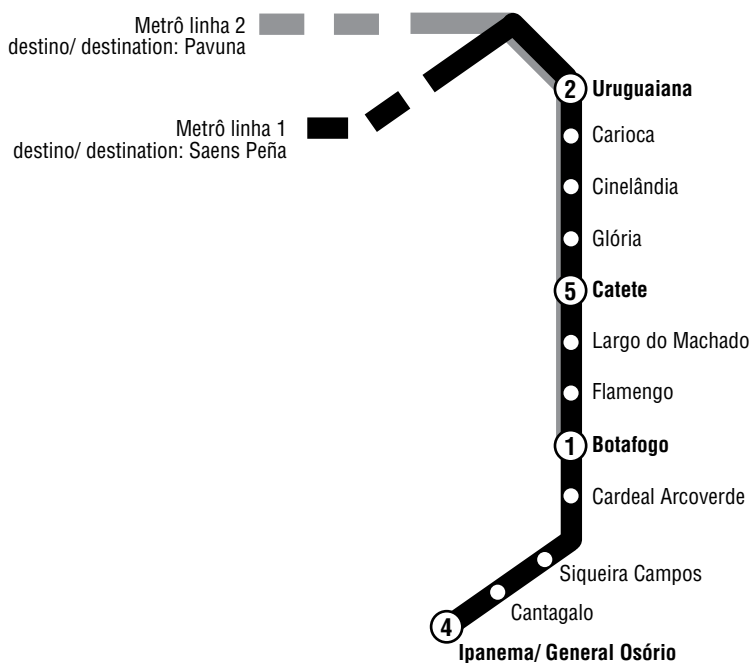 Metrô linha 2
destino/ destination: Pavuna
Metrô linha 1
destino/ destination: Saens Peña
2 Uruguaiana
Carioca
Cinelândia
Glória
5 Catete
Largo do Machado
Flamengo
1 Botafogo
Cardeal Arcoverde
Siqueira Campos
Cantagalo
4
Ipanema/ General Osório